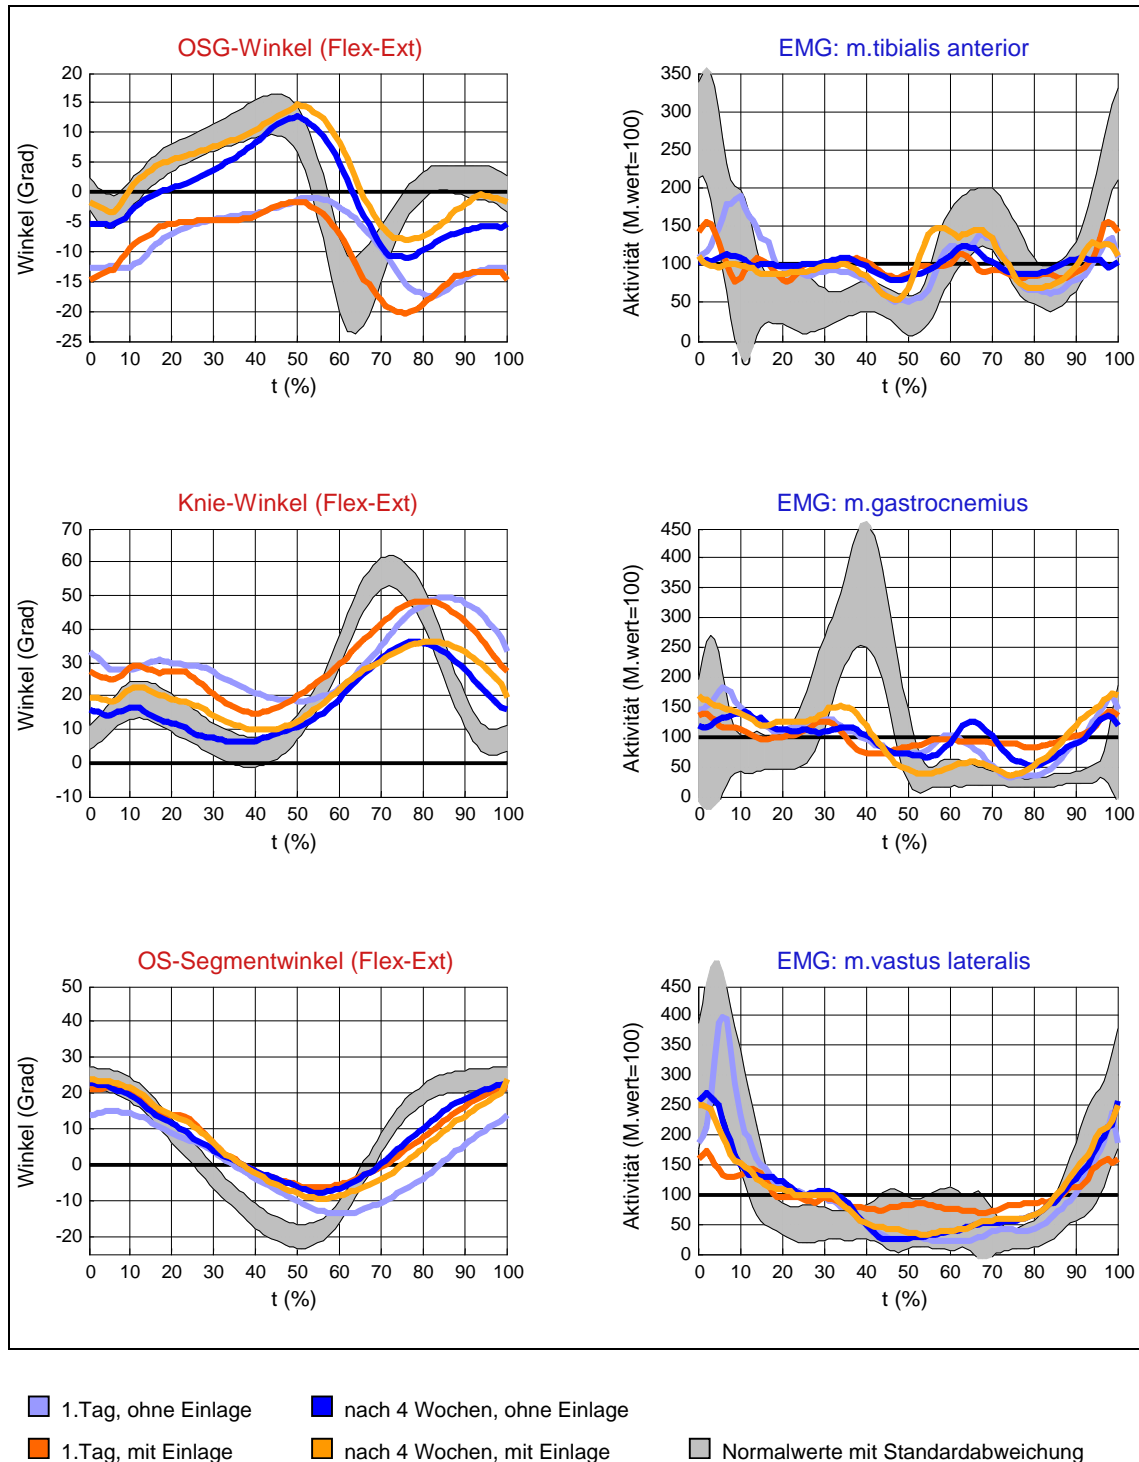 OSG-Winkel (Flex-Ext)
Winkel (Grad)
20
15
10
5
0
-5
-10
-15
-20
-25
0 10 20 30 40 50 60 70 80 90 100
t (%)
EMG: m.tibialis anterior
Aktivität (M.wert=100)
350
300
250
200
150
100
50
0
0 10 20 30 40 50 60 70 80 90 100
t (%)
Knie-Winkel (Flex-Ext)
Winkel (Grad)
70
60
50
40
30
20
10
0
-10
0 10 20 30 40 50 60 70 80 90 100
t (%)
EMG: m.gastrocnemius
Aktivität (M.wert=100)
450
400
350
300
250
200
150
100
50
0
0 10 20 30 40 50 60 70 80 90 100
t (%)
OS-Segmentwinkel (Flex-Ext)
Winkel (Grad)
50
40
30
20
10
0
-10
-20
0 10 20 30 40 50 60 70 80 90 100
t (%)
EMG: m.vastus lateralis
Aktivität (M.wert=100)
450
400
350
300
250
200
150
100
50
0
0 10 20 30 40 50 60 70 80 90 100
t (%)
1.Tag, ohne Einlage
nach 4 Wochen, ohne Einlage
1.Tag, mit Einlage
nach 4 Wochen, mit Einlage
Normalwerte mit Standardabweichung